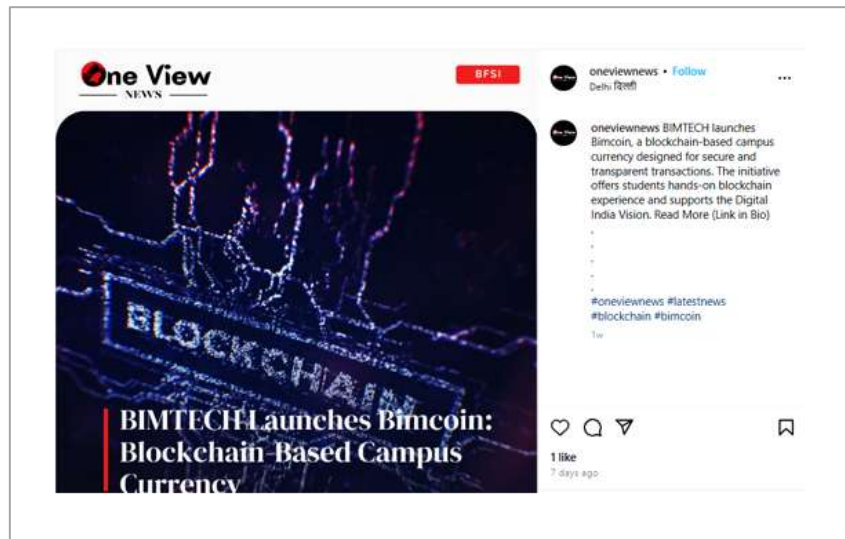 One View
NEWS
BFSI
BLOCKCHAIN
BIMTECH Launches Bimcoin:
Blockchain-Based Campus
Currency
oneviewnews • Follow
Delhi दिल्ली
...
oneviewnews BIMTECH launches
Bimcoin, a blockchain-based campus
currency designed for secure and
transparent transactions. The initiative
offers students hands-on blockchain
experience and supports the Digital
India Vision. Read More (Link in Bio)
.
.
.
.
.
#oneviewnews #latestnews
#blockchain #bimcoin
1w
1 like
7 days ago